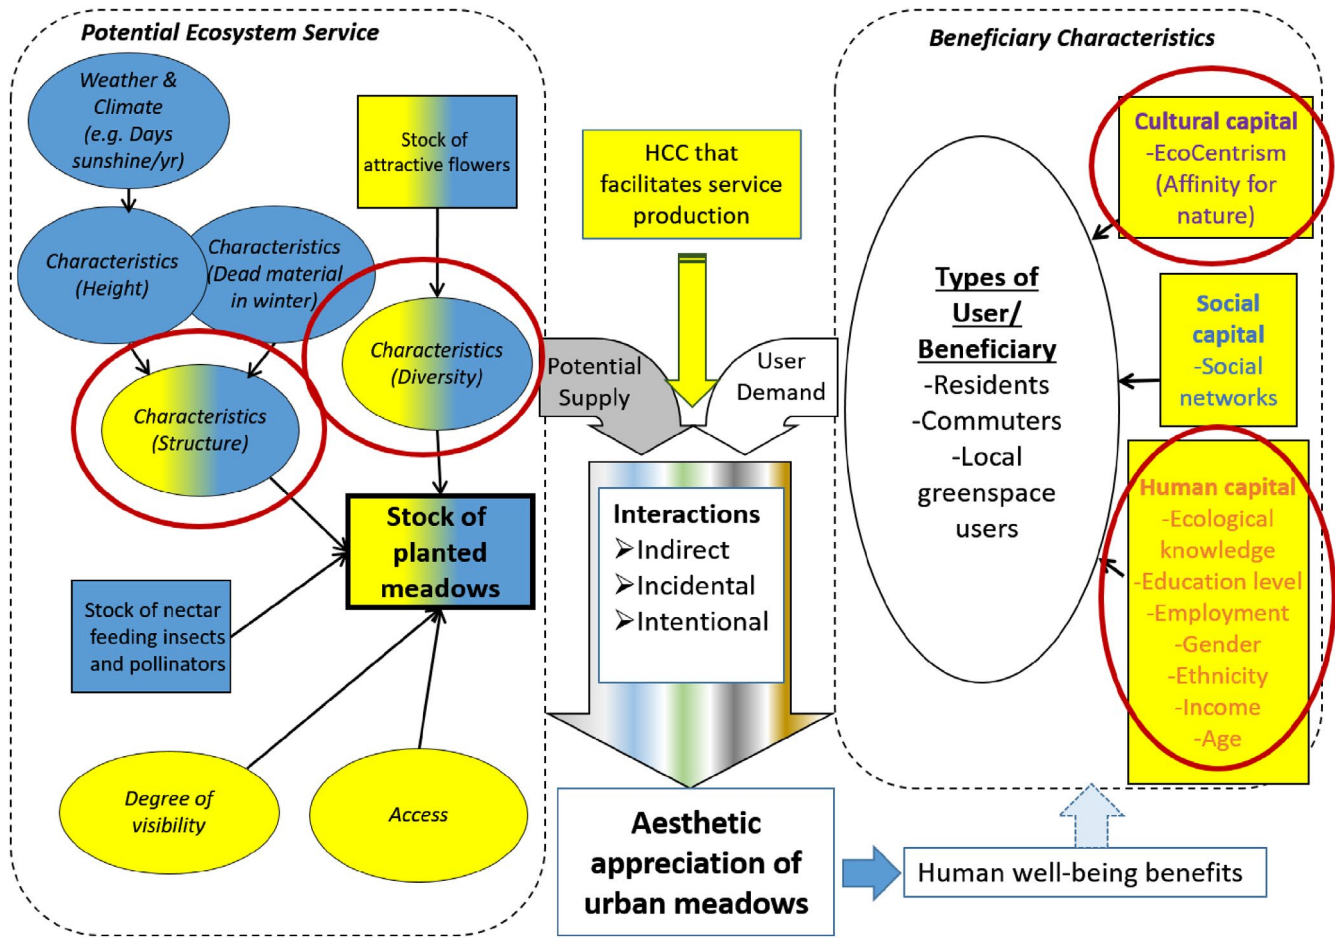 Potential Ecosystem Service
Weather &
Climate
(e.g. Days
sunshine/yr)
Stock of
attractive flowers
Characteristics
(Height)
Characteristics
(Dead material
in winter)
Characteristics
(Diversity)
Characteristics
(Structure)
Stock of
planted
meadows
Stock of nectar
feeding insects
and pollinators
Degree of
visibility
Access
HCC that
facilitates service
production
Potential
Supply
User
Demand
Interactions
➢Indirect
➢Incidental
➢Intentional
Aesthetic
appreciation of
urban meadows
Human well-being benefits
Beneficiary Characteristics
Types of
User/
Beneficiary
-Residents
-Commuters
-Local
greenspace
users
Cultural capital
-EcoCentrism
(Affinity for
nature)
Social
capital
-Social
networks
Human capital
-Ecological
knowledge
-Education level
-Employment
-Gender
-Ethnicity
-Income
-Age